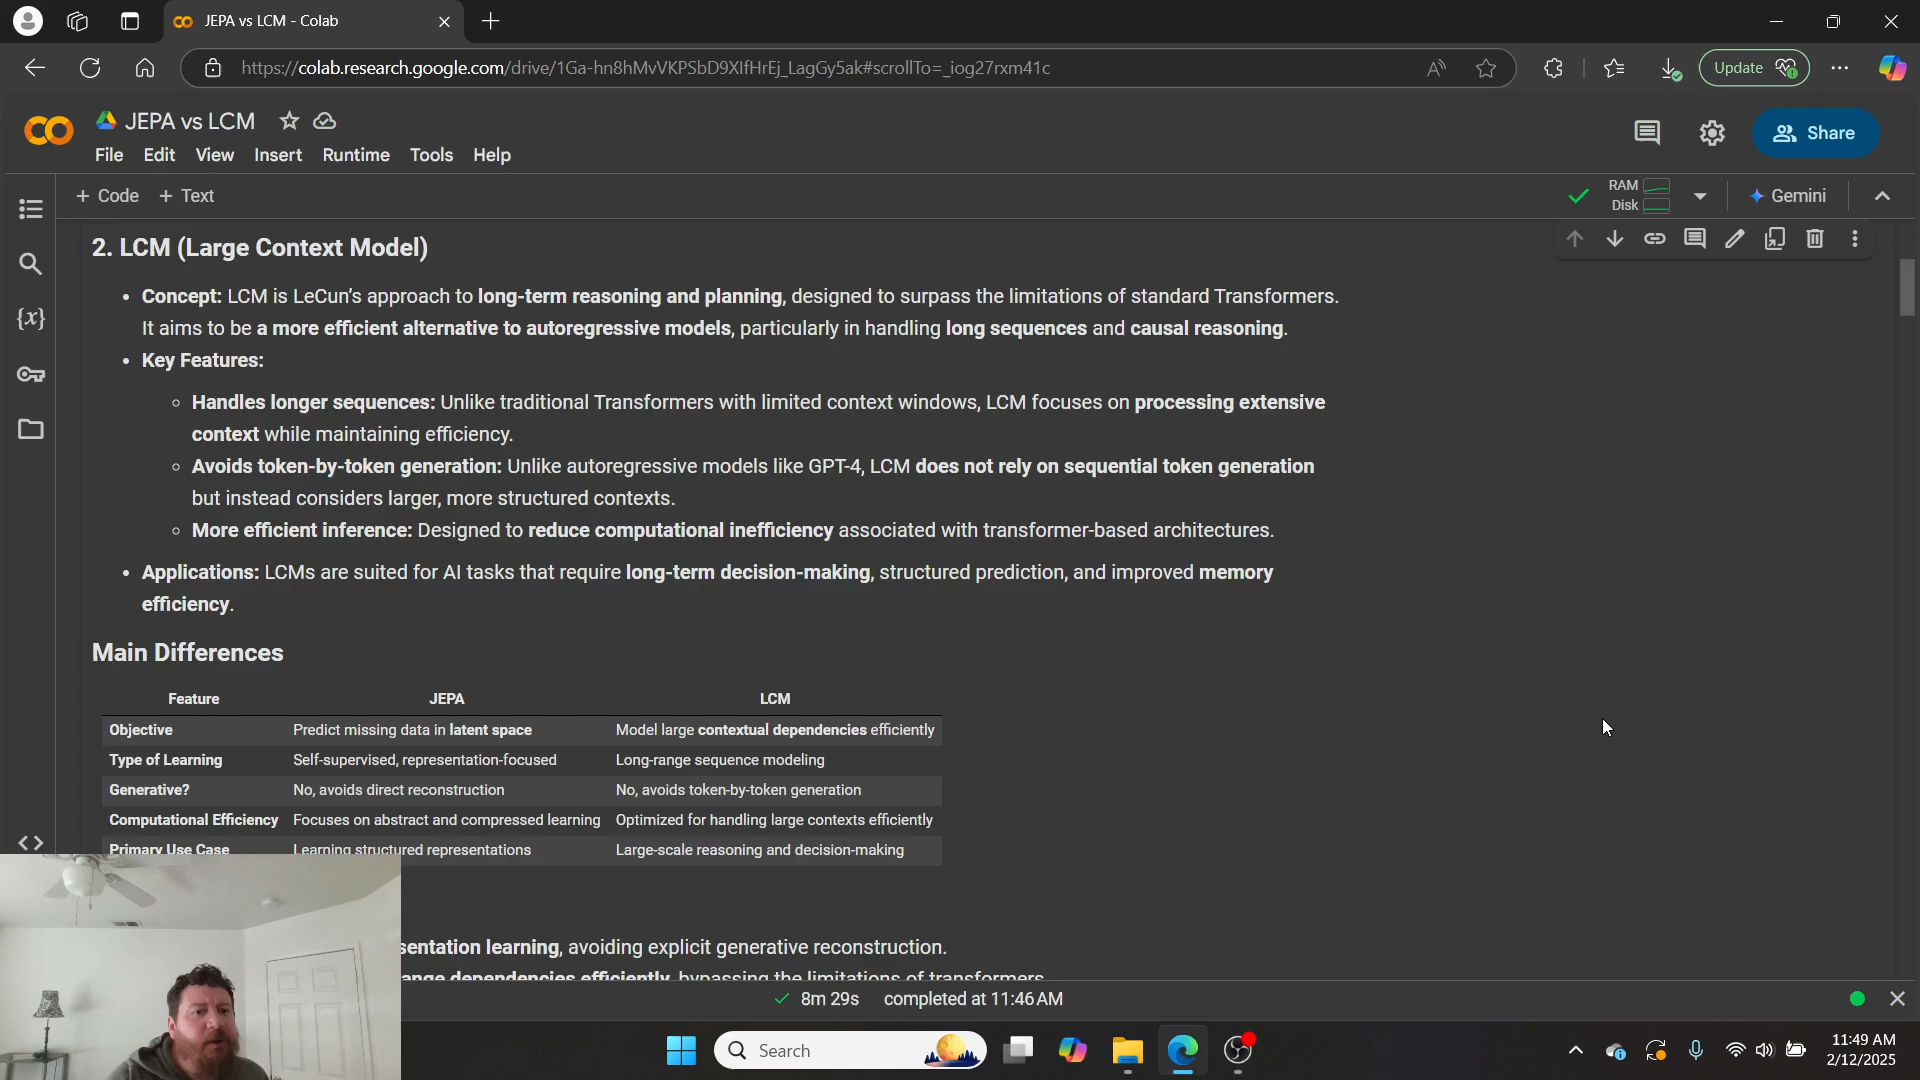 JEPA vs LCM - Colab
https://colab.research.google.com/drive/1Ga-hn8hMvVKPSbD9XIfHrEj_LagGy5ak#scrollTo=_iog27rxm41c
Update
JEPA vs LCM
File Edit View Insert Runtime Tools Help
Share
+ Code + Text
RAM
Disk
Gemini
2. LCM (Large Context Model)
• Concept: LCM is LeCun's approach to long-term reasoning and planning, designed to surpass the limitations of standard Transformers.
It aims to be a more efficient alternative to autoregressive models, particularly in handling long sequences and causal reasoning.
• Key Features:
◦ Handles longer sequences: Unlike traditional Transformers with limited context windows, LCM focuses on processing extensive
context while maintaining efficiency.
◦ Avoids token-by-token generation: Unlike autoregressive models like GPT-4, LCM does not rely on sequential token generation
but instead considers larger, more structured contexts.
◦ More efficient inference: Designed to reduce computational inefficiency associated with transformer-based architectures.
• Applications: LCMs are suited for AI tasks that require long-term decision-making, structured prediction, and improved memory
efficiency.
Main Differences
Feature JEPA LCM
Objective Predict missing data in latent space Model large contextual dependencies efficiently
Type of Learning Self-supervised, representation-focused Long-range sequence modeling
Generative? No, avoids direct reconstruction No, avoids token-by-token generation
Computational Efficiency Focuses on abstract and compressed learning Optimized for handling large contexts efficiently
Primary Use Case Learning structured representations Large-scale reasoning and decision-making
sentation learning, avoiding explicit generative reconstruction.
ange dependencies efficiently, bypassing the limitations of transformers
8m 29s completed at 11:46 AM
Search
11:49 AM
2/12/2025